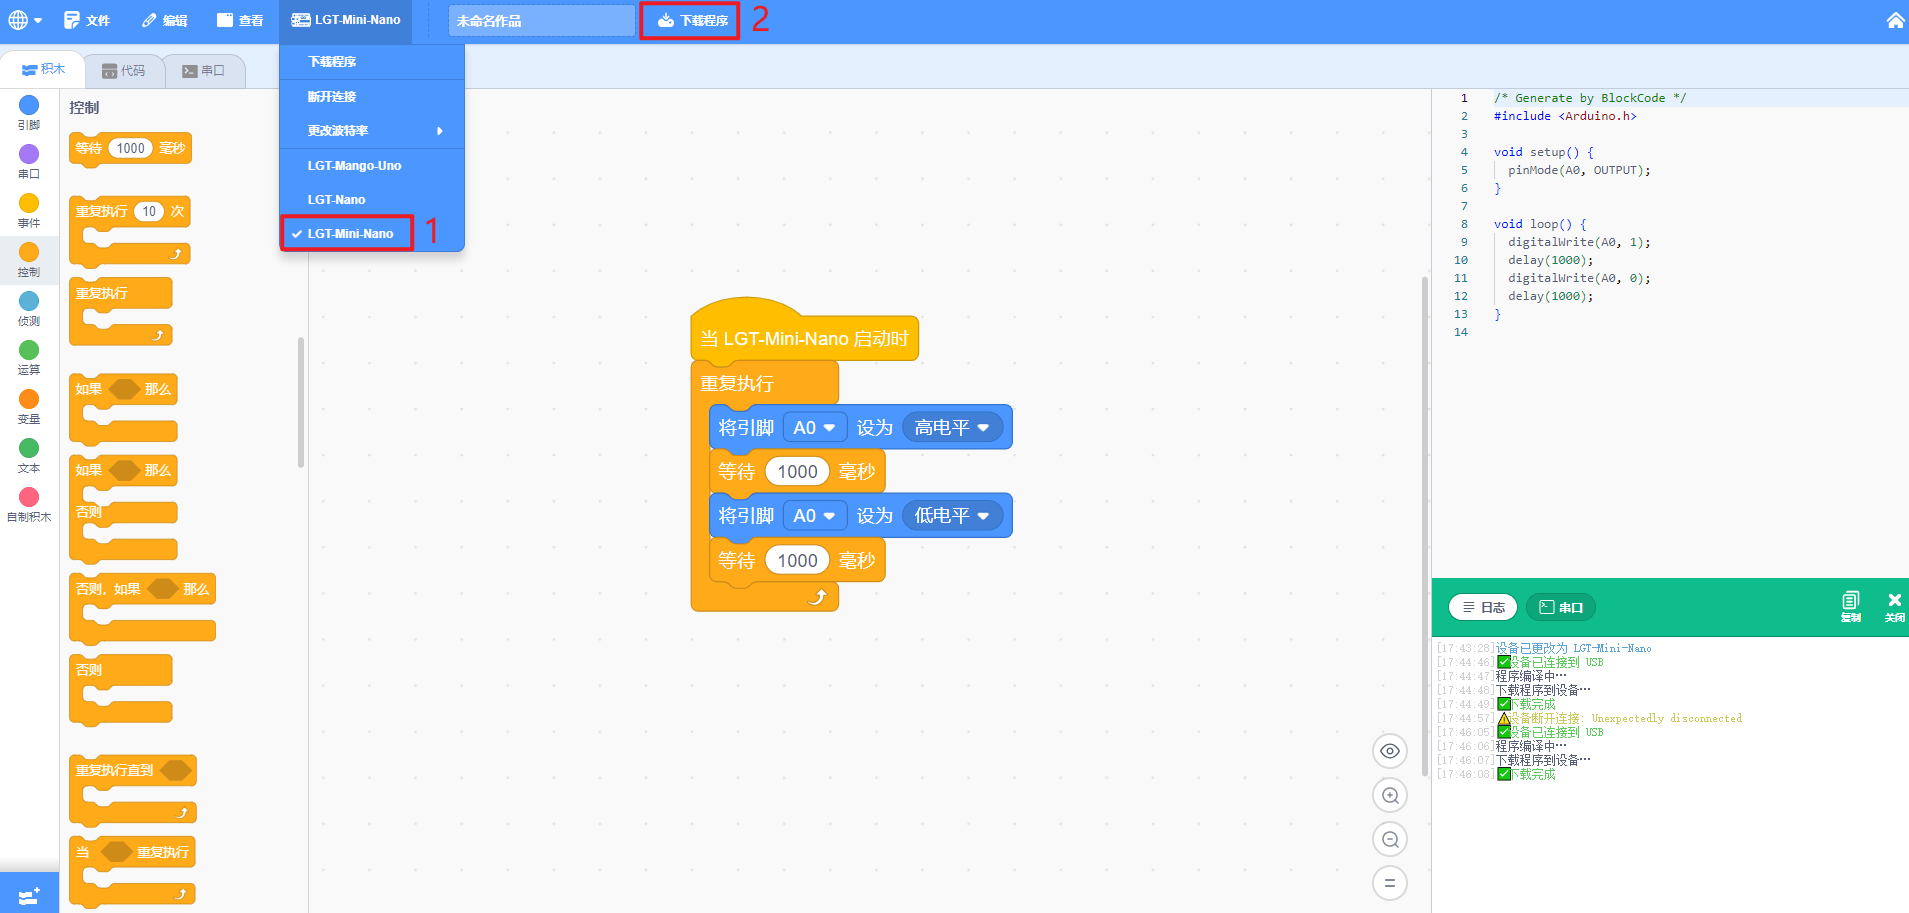 文件
编辑
查看
LGT-Mini-Nano
未命名作品
下载程序
2
下载程序
断开连接
更改波特率
LGT-Mango-Uno
LGT-Nano
LGT-Mini-Nano
1
积木
代码
串口
引脚
串口
事件
控制
侦测
运算
变量
文本
自制积木
控制
等待 1000 毫秒
重复执行 10 次
重复执行
如果 那么
如果 那么
否则
否则，如果 那么
否则
重复执行直到
当 重复执行
当 LGT-Mini-Nano 启动时
重复执行
将引脚 A0 设为 高电平
等待 1000 毫秒
将引脚 A0 设为 低电平
等待 1000 毫秒
1 /* Generate by BlockCode */
2 #include <Arduino.h>
3
4 void setup() {
5 pinMode(A0, OUTPUT);
6 }
7
8 void loop() {
9 digitalWrite(A0, 1);
10 delay(1000);
11 digitalWrite(A0, 0);
12 delay(1000);
13 }
14
日志
串口
复制
关闭
[17:43:28]设备已更改为 LGT-Mini-Nano
[17:44:46]✅设备已连接到 USB
[17:44:47]程序编译中…
[17:44:48]下载程序到设备…
[17:44:49]✅下载完成
[17:44:57]⚠设备断开连接: Unexpectedly disconnected
[17:46:05]✅设备已连接到 USB
[17:46:06]程序编译中…
[17:46:07]下载程序到设备…
[17:46:08]✅下载完成